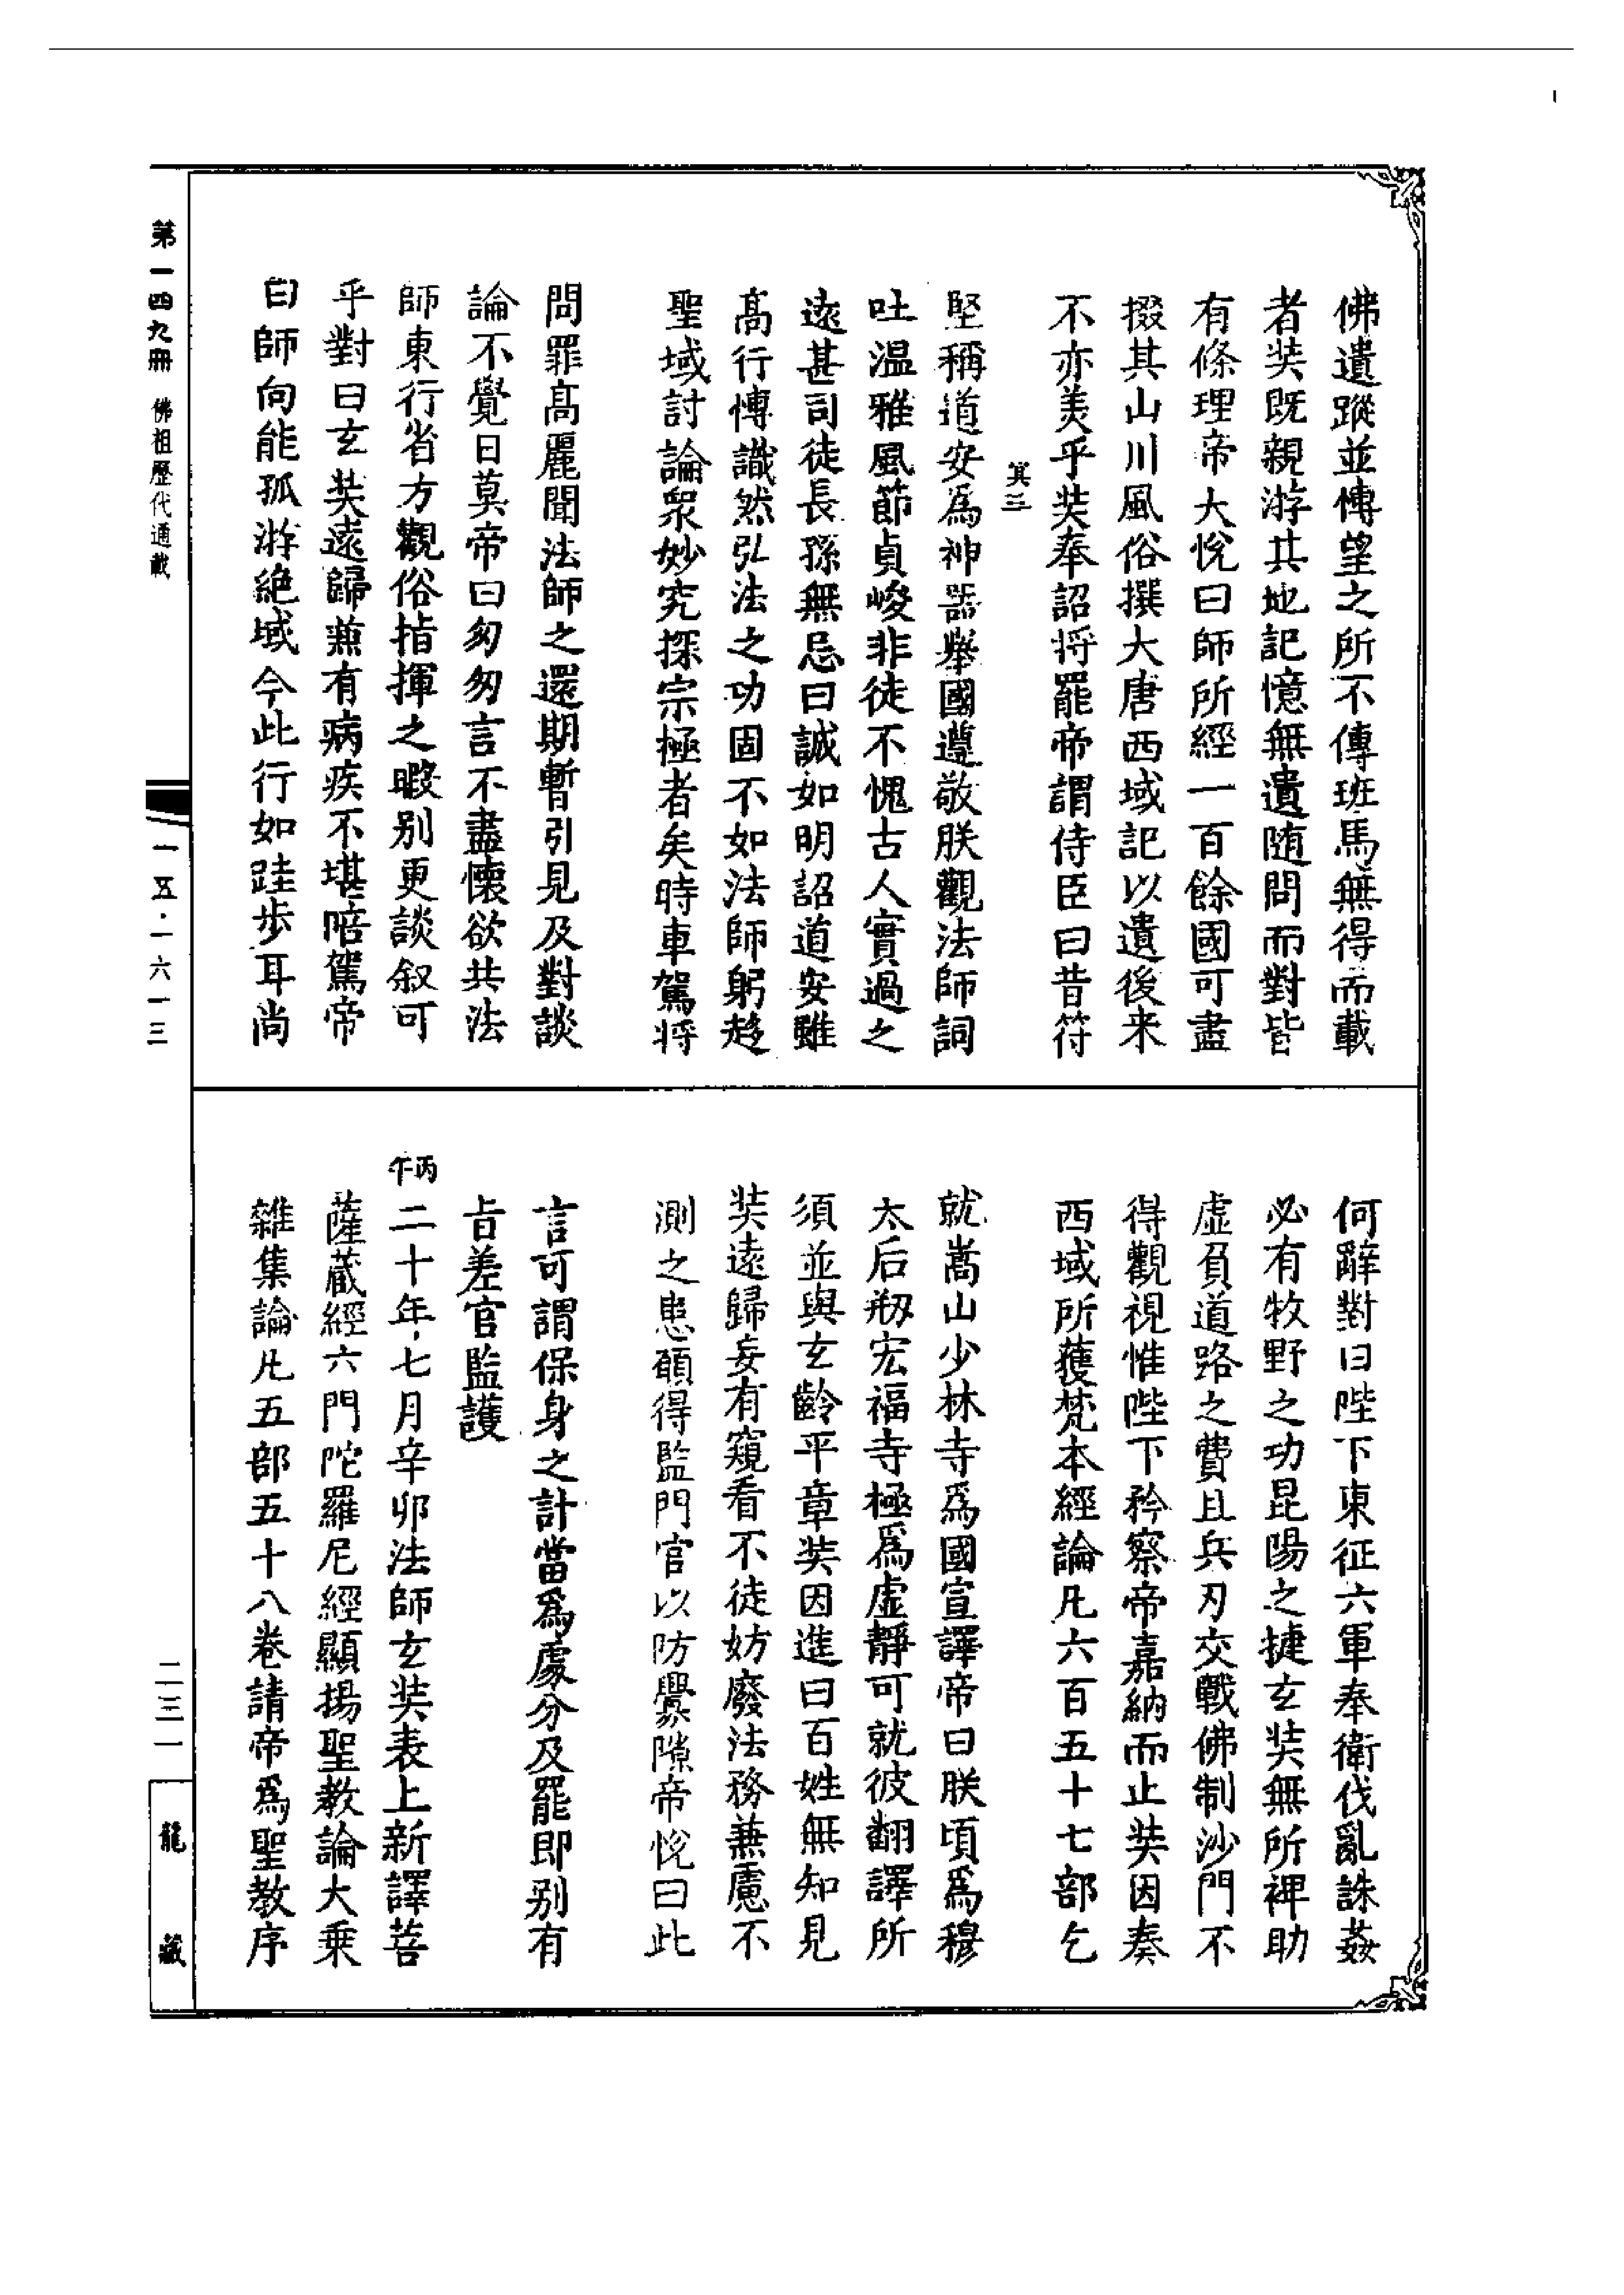 佛遺蹤並博望之所不傳班馬無得而載
者奘既親游其地記憶無遺随問而對皆
有條理帝大悅曰師所經一百餘國可盡
掇其山川風俗撰大唐西域記以遺後来
不亦美乎奘奉詔将罷帝謂侍臣曰昔符
箕三
堅稱道安爲神器舉國遵敬朕觀法師詞
吐温雅風節貞峻非徒不愧古人實過之
遠甚司徒長孫無忌曰誠如明詔道安雖
高行博識然弘法之功固不如法師躬趍
聖域討論衆妙究探宗極者矣時車駕将
問罪高麗聞法師之還期暫引見及對談
論不覺日莫帝曰匆匆言不盡懷欲共法
師東行省方觀俗指揮之暇别更談叙可
乎對曰玄奘遠歸兼有病疾不堪陪駕帝
曰師向能孤游絶域今此行如跬步耳尚
何辭對曰陛下東征六軍奉衛伐亂誅姦
必有牧野之功昆陽之捷玄奘無所裨助
虛負道路之費且兵刃交戰佛制沙門不
得觀視惟陛下矜察帝嘉納而止奘因奏
西域所獲梵本經論凡六百五十七部乞
就嵩山少林寺爲國宣譯帝曰朕頃爲穆
太后剏宏福寺極爲虛靜可就彼翻譯所
須並與玄齡平章奘因進曰百姓無知見
奘遠歸妄有窺看不徒妨廢法務兼慮不
測之患願得監門官以防釁隙帝悅曰此
言可謂保身之計當爲處分及罷即别有
旨差官監護
丙午
二十年七月辛卯法師玄奘表上新譯菩
薩藏經六門陀羅尼經顯揚聖教論大乘
雜集論凡五部五十八卷請帝爲聖教序
第一四九冊 佛祖歷代通載
一五·一六一三
二三一
龍藏